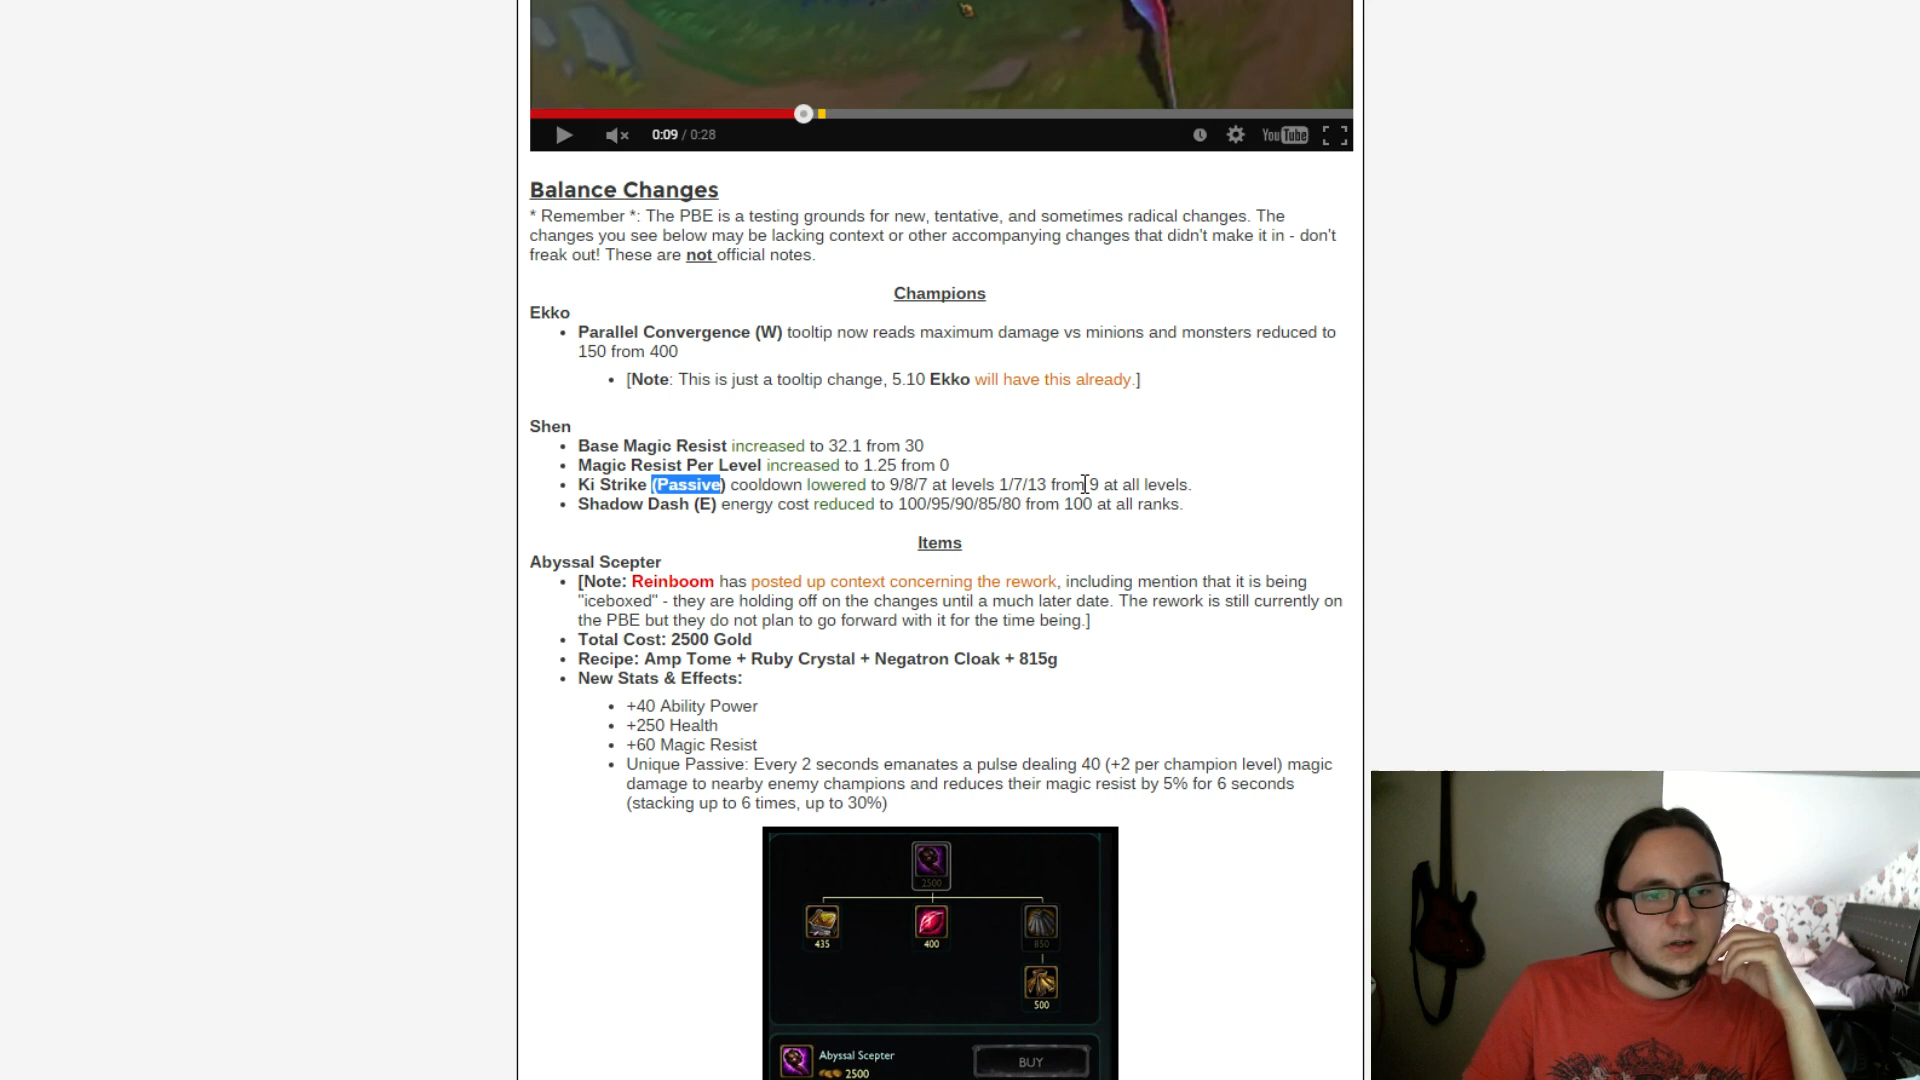 0:09 / 0:28
YouTube
Balance Changes
* Remember *: The PBE is a testing grounds for new, tentative, and sometimes radical changes. The
changes you see below may be lacking context or other accompanying changes that didn't make it in - don't
freak out! These are not official notes.
Champions
Ekko
• Parallel Convergence (W) tooltip now reads maximum damage vs minions and monsters reduced to
150 from 400
• [Note: This is just a tooltip change, 5.10 Ekko will have this already.]
Shen
• Base Magic Resist increased to 32.1 from 30
• Magic Resist Per Level increased to 1.25 from 0
• Ki Strike (Passive) cooldown lowered to 9/8/7 at levels 1/7/13 from 9 at all levels.
• Shadow Dash (E) energy cost reduced to 100/95/90/85/80 from 100 at all ranks.
Items
Abyssal Scepter
• [Note: Reinboom has posted up context concerning the rework, including mention that it is being
"iceboxed" - they are holding off on the changes until a much later date. The rework is still currently on
the PBE but they do not plan to go forward with it for the time being.]
• Total Cost: 2500 Gold
• Recipe: Amp Tome + Ruby Crystal + Negatron Cloak + 815g
• New Stats & Effects:
• +40 Ability Power
• +250 Health
• +60 Magic Resist
• Unique Passive: Every 2 seconds emanates a pulse dealing 40 (+2 per champion level) magic
damage to nearby enemy champions and reduces their magic resist by 5% for 6 seconds
(stacking up to 6 times, up to 30%)
2500
435 400 850
500
Abyssal Scepter
2500
BUY